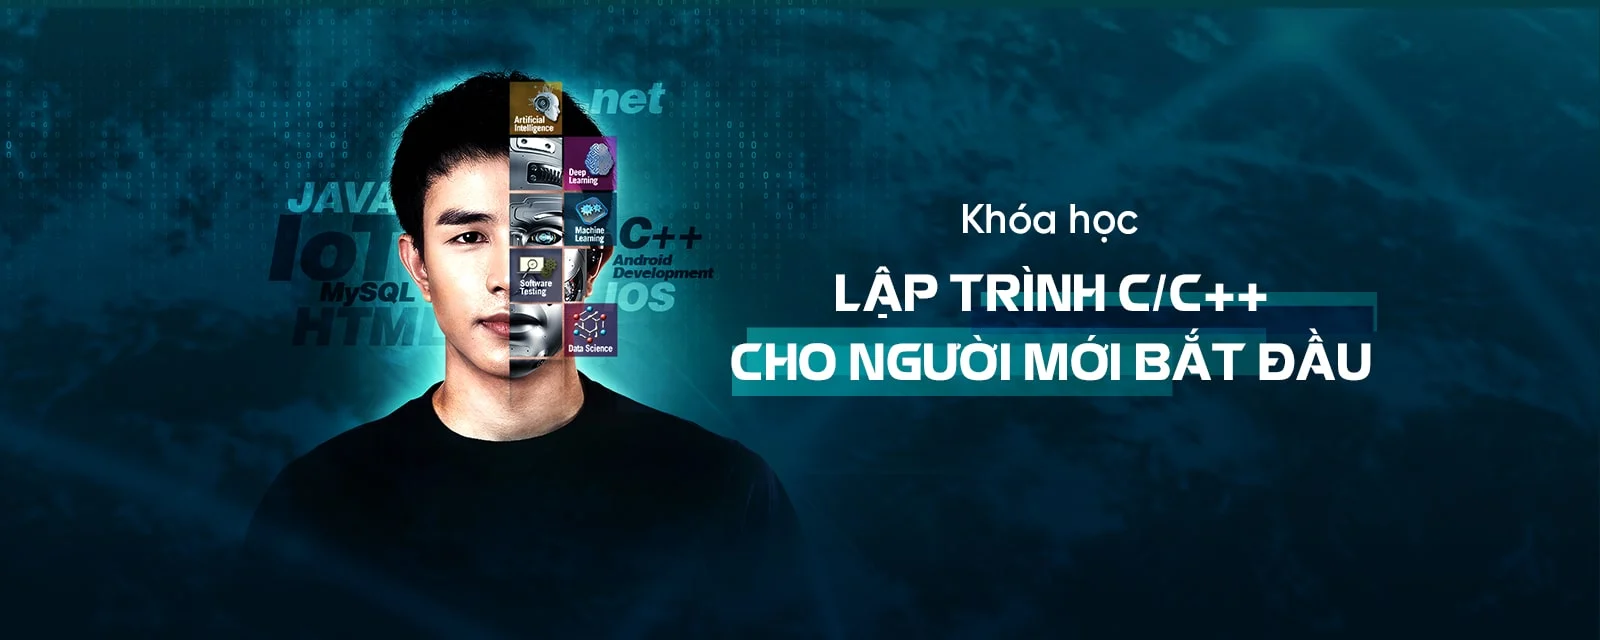 .net
Artificial
Intelligence
Deep
Learning
JAVA
IoT
Machine
Learning
C++
Android
Development
Software
Testing
MySQL
iOS
HTML
Data Science
Khóa học
LẬP TRÌNH C/C++
CHO NGƯỜI MỚI BẮT ĐẦU